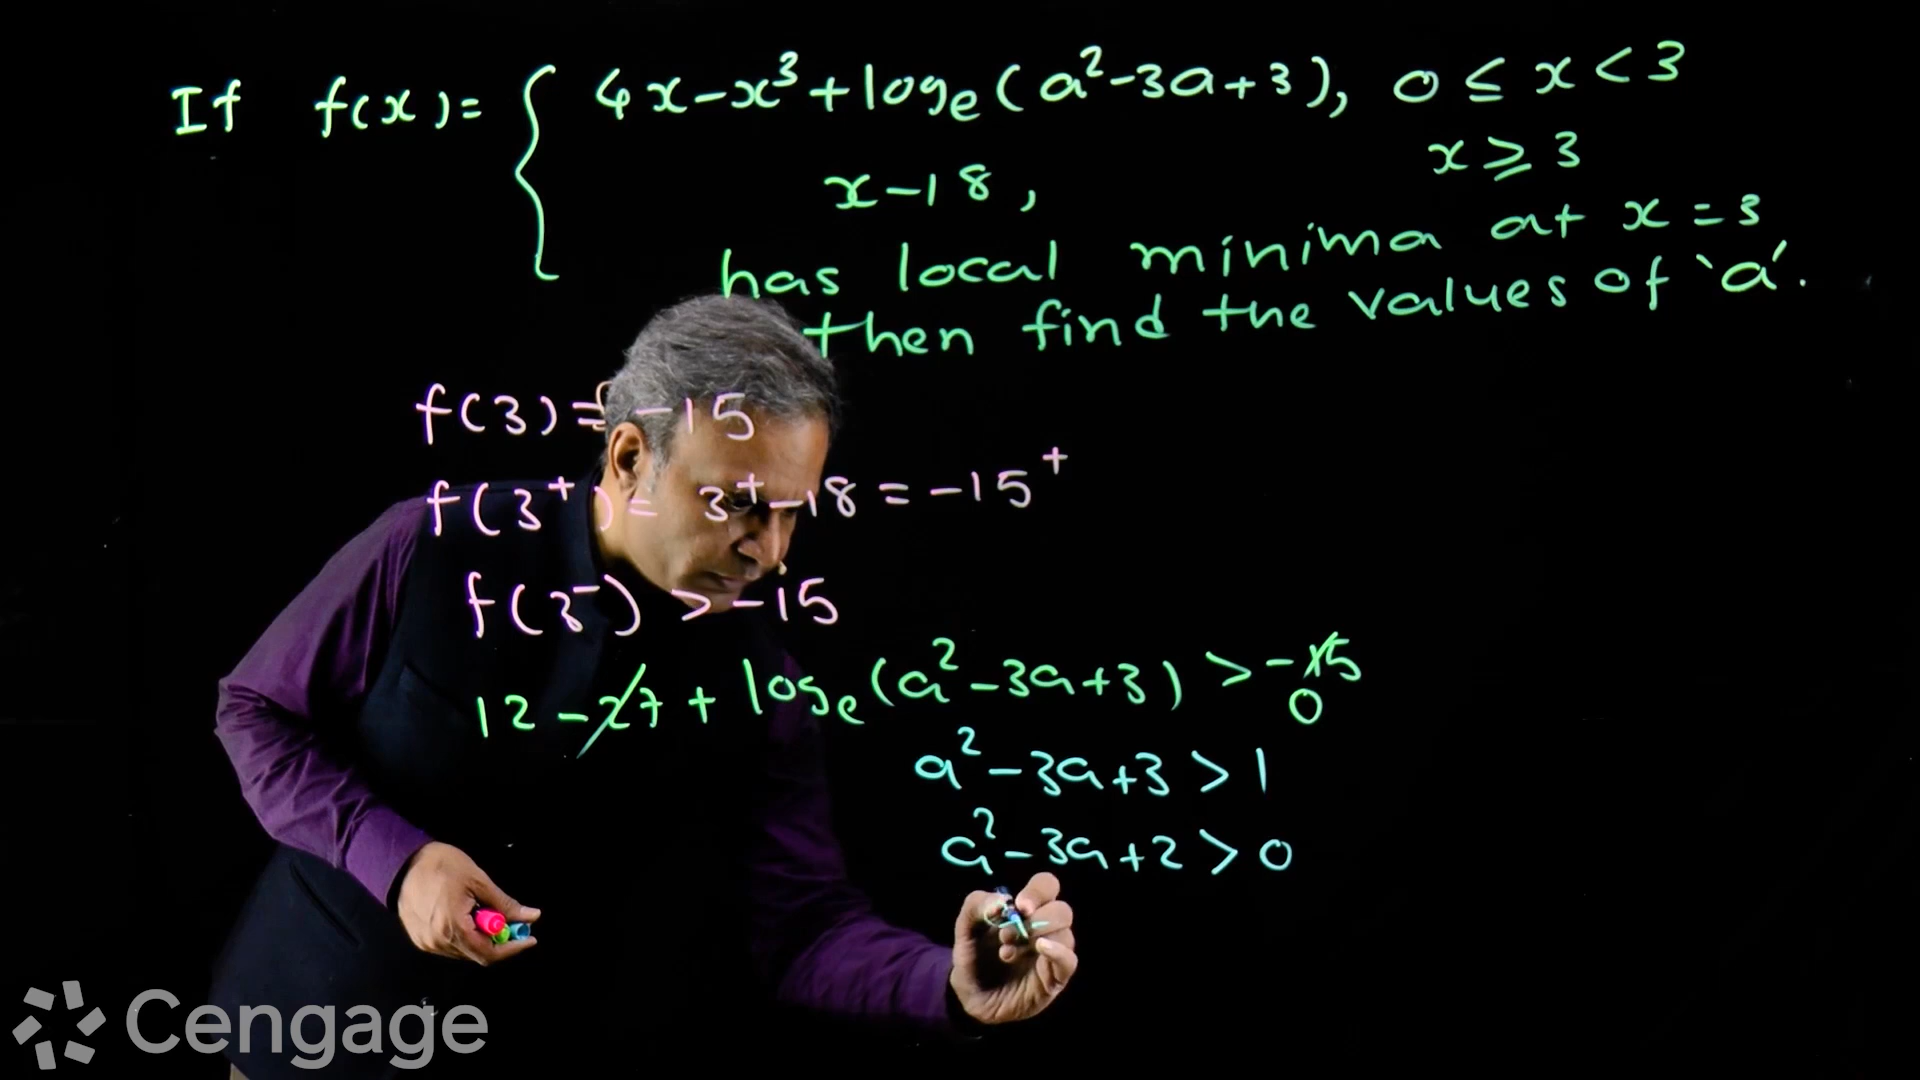 If f(x) = { 4x-x³+logₑ(a²-3a+3), 0 ≤ x < 3
x-18, x ≥ 3
has local minima at x = 3
then find the values of 'a'.
f(3) = -15
f(3⁺) = 3⁺-18 = -15⁺
f(3⁻) > -15
12 - 27 + logₑ(a²-3a+3) > -15
0
a²-3a+3 > 1
a²-3a+2 > 0
Cengage